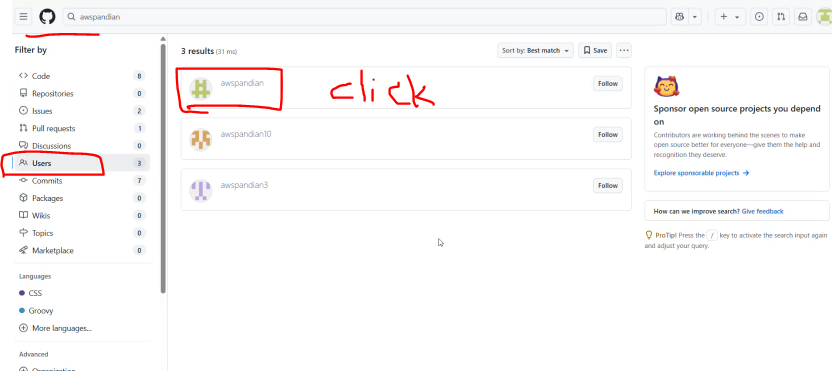 awspandian
Filter by
Code 8
Repositories 0
Issues 2
Pull requests 1
Discussions 0
Users 3
Commits 7
Packages 0
Wikis 0
Topics 0
Marketplace 0
Languages
CSS
Groovy
More languages...
Advanced
Organization
3 results (31 ms)
Sort by: Best match
Save
awspandian
Follow
click
awspandian10
Follow
awspandian3
Follow
Sponsor open source projects you depend
on
Contributors are working behind the scenes to make
open source better for everyone—give them the help and
recognition they deserve.
Explore sponsorable projects →
How can we improve search? Give feedback
ProTip! Press the / key to activate the search input again
and adjust your query.